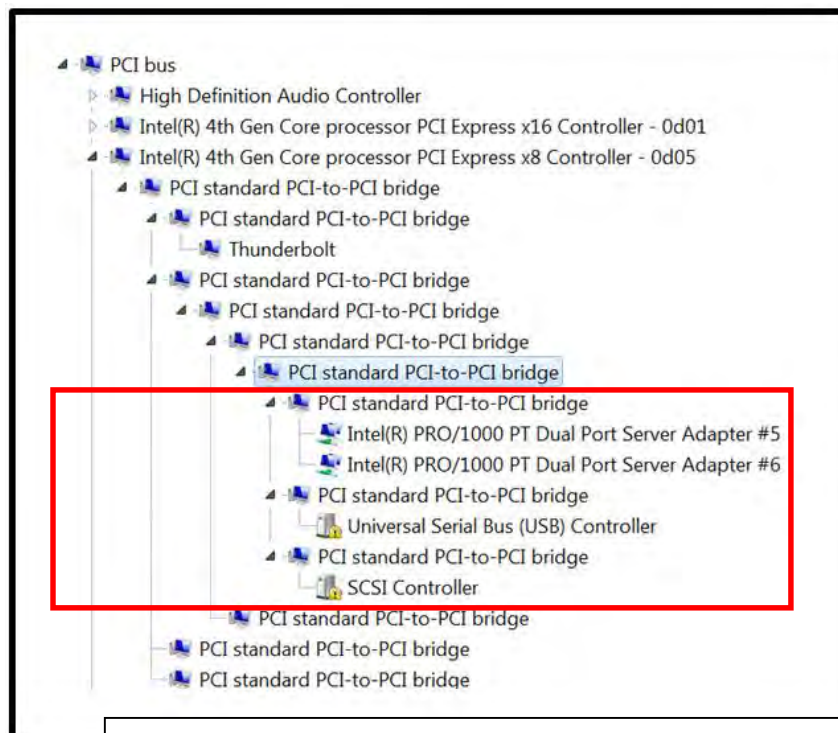 PCI bus
High Definition Audio Controller
Intel(R) 4th Gen Core processor PCI Express x16 Controller - 0d01
Intel(R) 4th Gen Core processor PCI Express x8 Controller - 0d05
PCI standard PCI-to-PCI bridge
PCI standard PCI-to-PCI bridge
Thunderbolt
PCI standard PCI-to-PCI bridge
PCI standard PCI-to-PCI bridge
PCI standard PCI-to-PCI bridge
PCI standard PCI-to-PCI bridge
PCI standard PCI-to-PCI bridge
Intel(R) PRO/1000 PT Dual Port Server Adapter #5
Intel(R) PRO/1000 PT Dual Port Server Adapter #6
PCI standard PCI-to-PCI bridge
Universal Serial Bus (USB) Controller
PCI standard PCI-to-PCI bridge
SCSI Controller
PCI standard PCI-to-PCI bridge
PCI standard PCI-to-PCI bridge
PCI standard PCI-to-PCI bridge